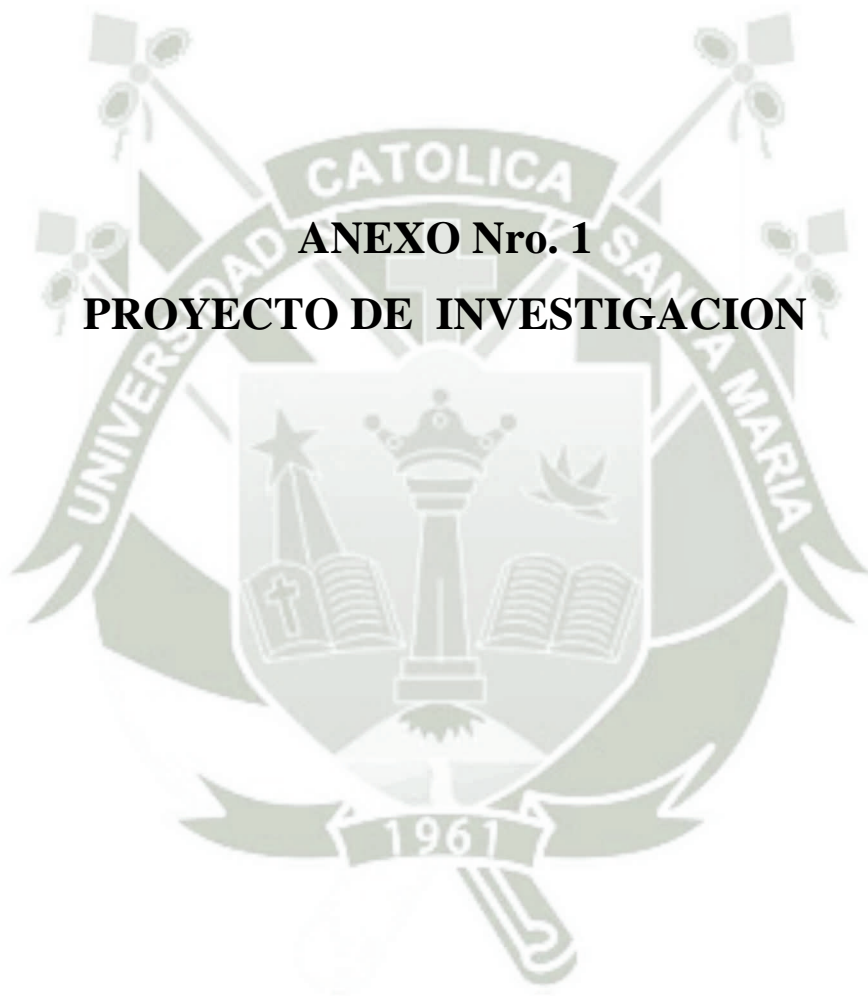 ANEXO Nro. 1
PROYECTO DE INVESTIGACION
UNIVERSIDAD CATOLICA SANTA MARIA
1961